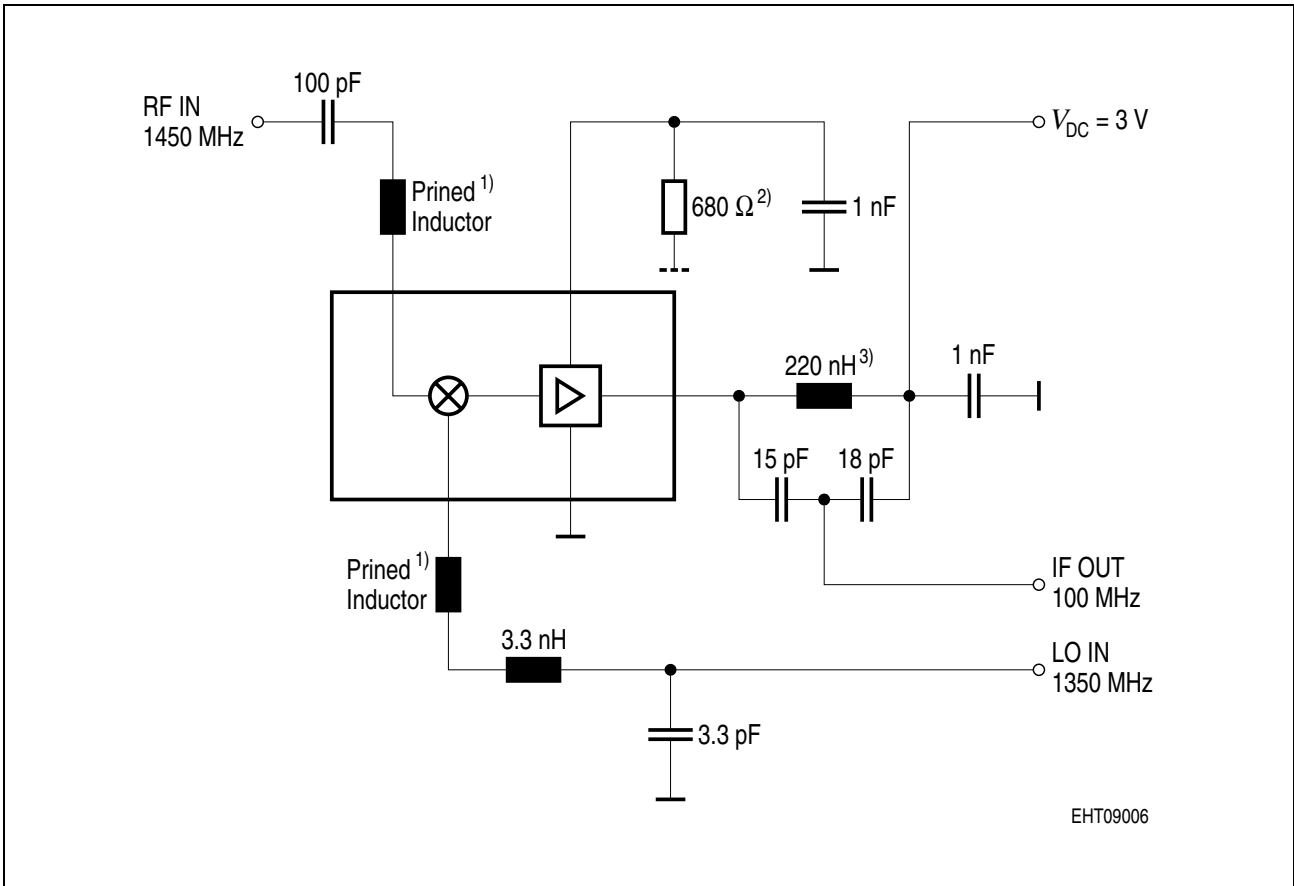 100 pF
RF IN
1450 MHz
V_DC = 3 V
Prined 1)
Inductor
680 Ω 2)
1 nF
220 nH 3)
1 nF
15 pF
18 pF
Prined 1)
Inductor
IF OUT
100 MHz
3.3 nH
LO IN
1350 MHz
3.3 pF
EHT09006